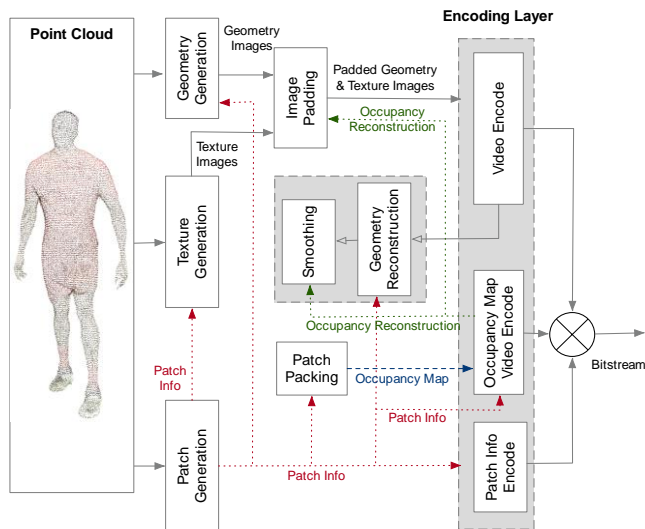 Point Cloud
Encoding Layer
Geometry
Generation
Geometry
Images
Image
Padding
Padded Geometry
& Texture Images
Occupancy
Reconstruction
Video Encode
Texture
Images
Texture
Generation
Smoothing
Geometry
Reconstruction
Occupancy Reconstruction
Occupancy Map
Video Encode
Bitstream
Patch
Packing
Occupancy Map
Patch
Info
Patch Info
Patch
Generation
Patch Info
Patch Info
Encode